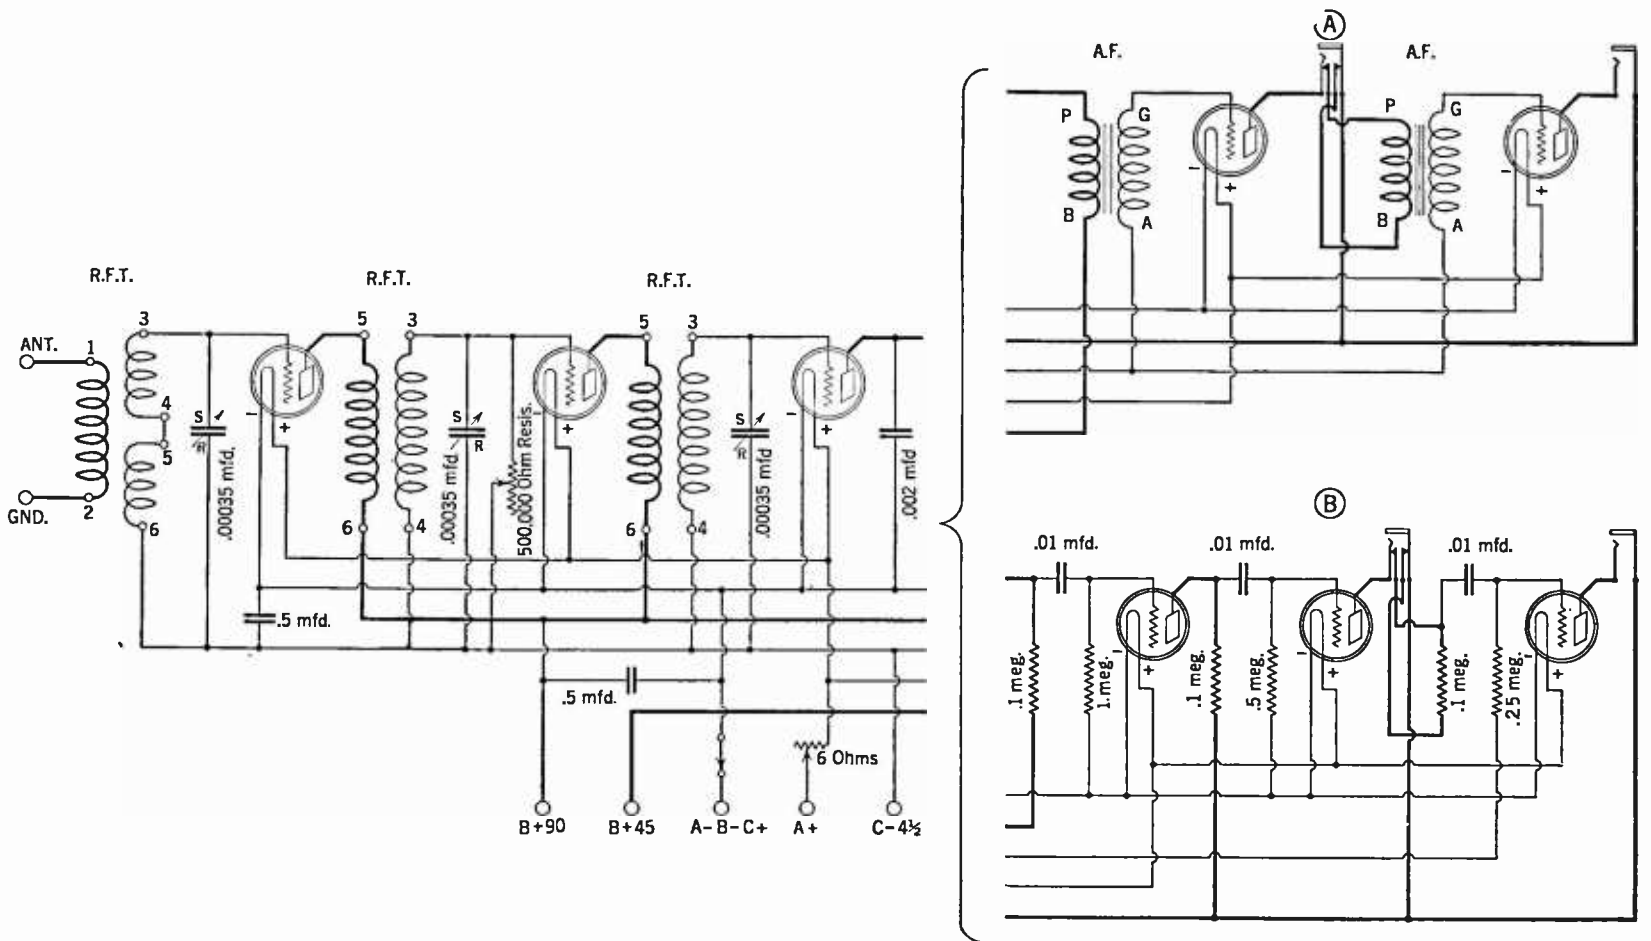 R.F.T.
R.F.T.
R.F.T.
ANT.
1
3
4
5
6
2
GND.
S
R
.00035 mfd.
-
+
.5 mfd.
5
6
3
4
S
R
.00035 mfd.
500,000 Ohm Resis.
-
+
5
6
3
4
S
R
.00035 mfd
-
+
.002 mfd
.5 mfd.
6 Ohms
B+90
B+45
A-B-C+
A+
C-4½
A
A.F.
A.F.
P
G
B
A
-
+
P
G
B
A
-
+
B
.01 mfd.
.01 mfd.
.01 mfd.
.1 meg.
1. meg.
-
+
.1 meg.
.5 meg.
-
+
.1 meg.
.25 meg.
-
+